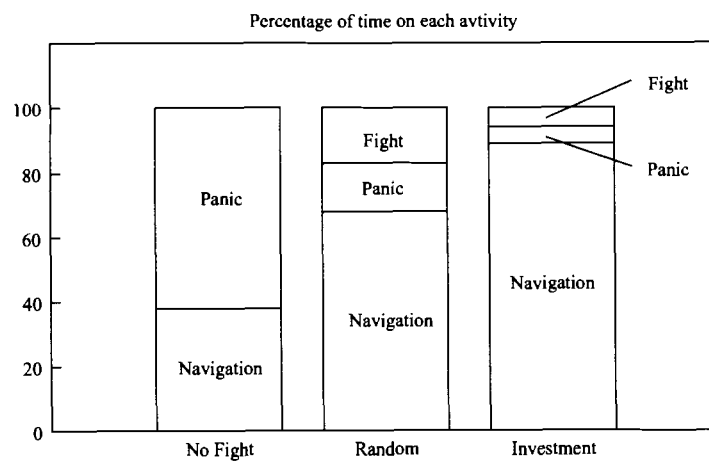 Percentage of time on each avtivity
Fight
100
Fight
80
Panic
Panic
Panic
60
Navigation
40
Navigation
Navigation
20
0
No Fight
Random
Investment